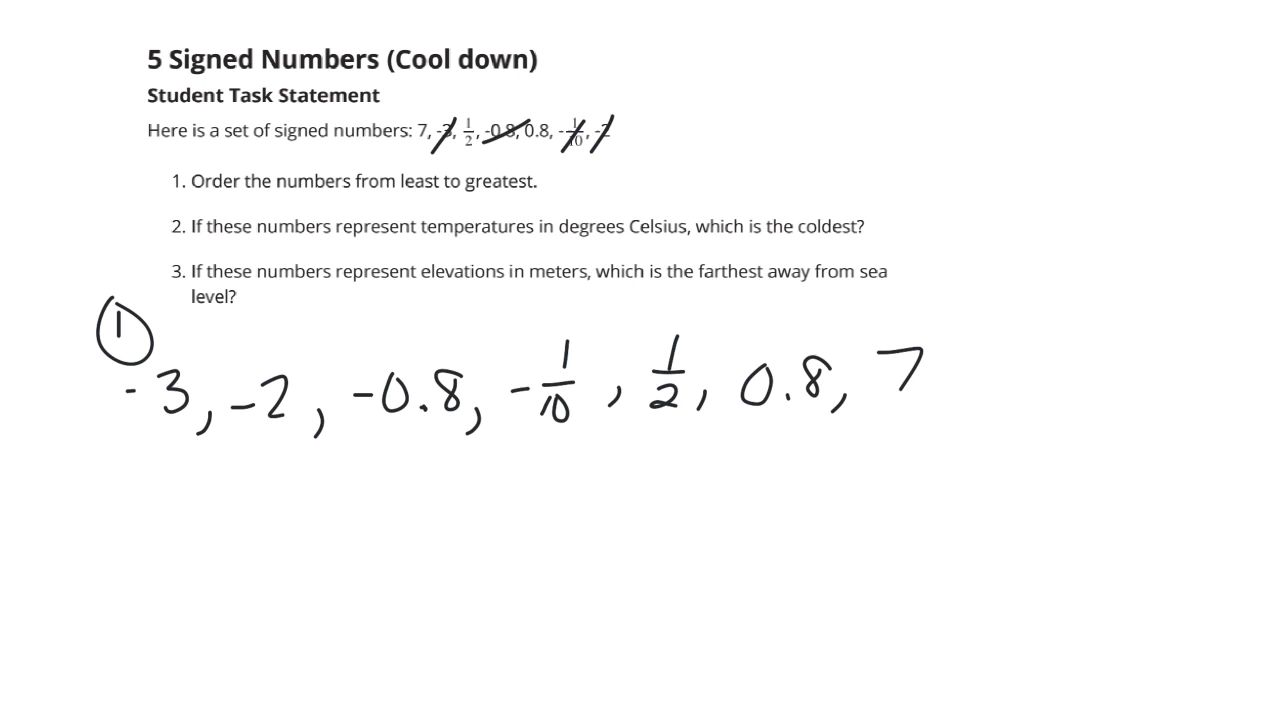 5 Signed Numbers (Cool down)
Student Task Statement
Here is a set of signed numbers: 7, -3, 1/2, -0.8, 0.8, -1/10, -2
1. Order the numbers from least to greatest.
2. If these numbers represent temperatures in degrees Celsius, which is the coldest?
3. If these numbers represent elevations in meters, which is the farthest away from sea
level?
1
-3, -2, -0.8, -1/10, 1/2, 0.8, 7